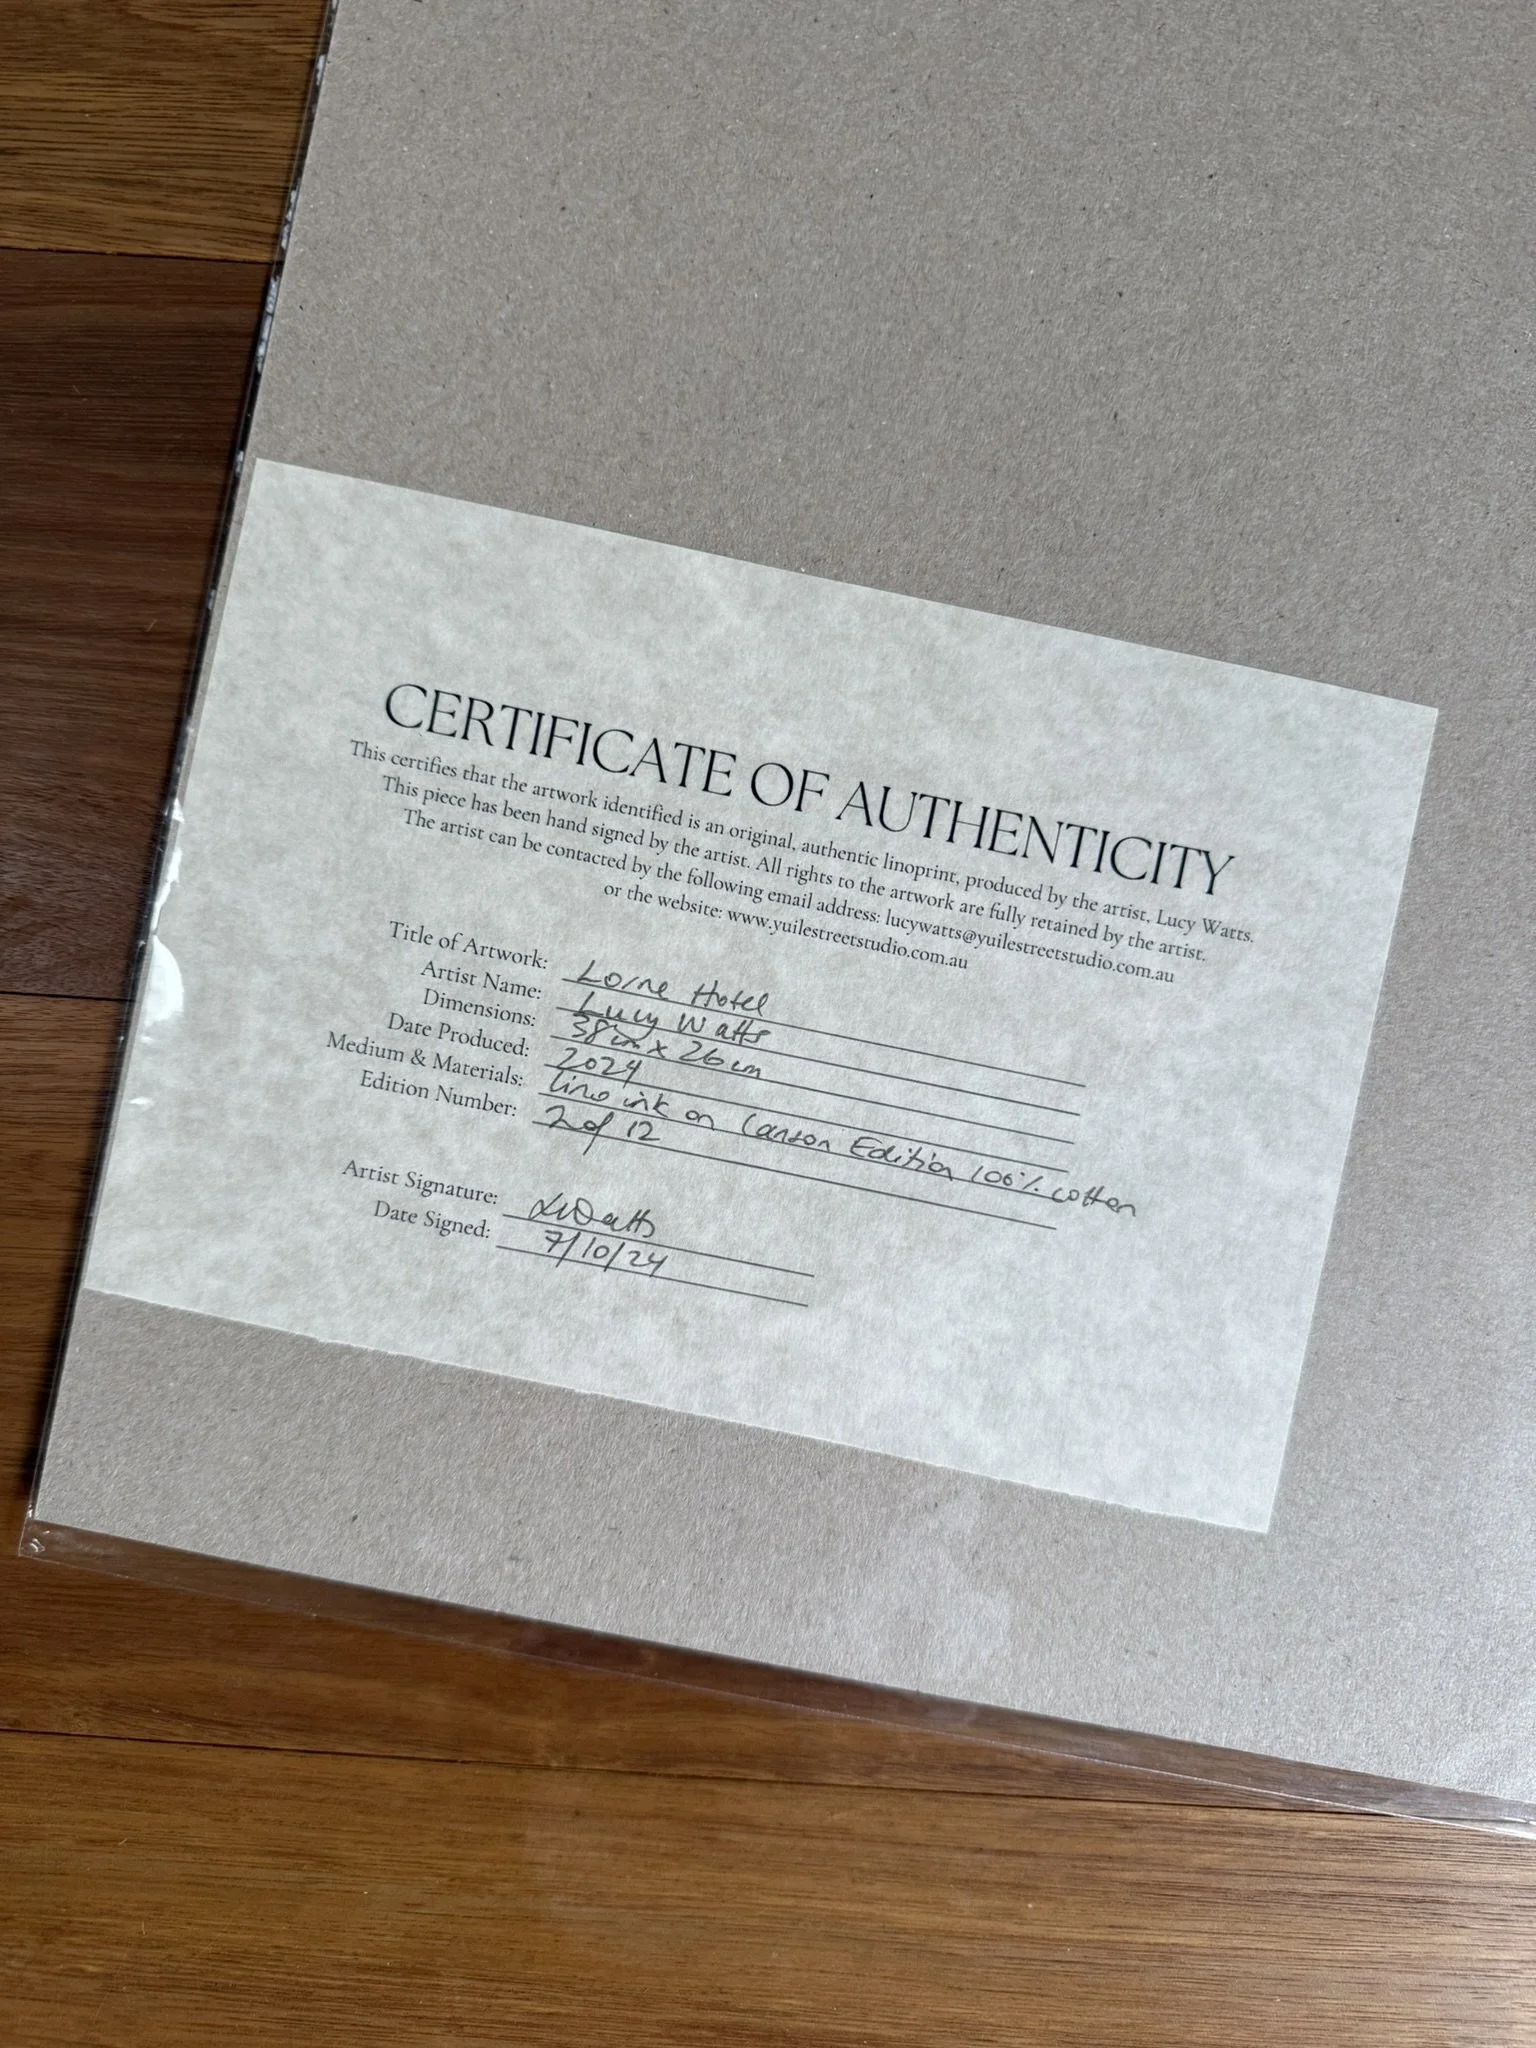 CERTIFICATE OF AUTHENTICITY
This certifies that the artwork identified is an original, authentic linoprint, produced by the artist, Lucy Watts.
This piece has been hand signed by the artist. All rights to the artwork are fully retained by the artist.
The artist can be contacted by the following email address: lucywatts@yuilestreetstudio.com.au
or the website: www.yuilestreetstudio.com.au
Title of Artwork: Lorne Hotel
Artist Name: Lucy Watts
Dimensions: 38cm x 26cm
Date Produced: 2024
Medium & Materials: lino ink on Canson Edition 100% cotton
Edition Number: 2 of 12
Artist Signature: LWatts
Date Signed: 7/10/24